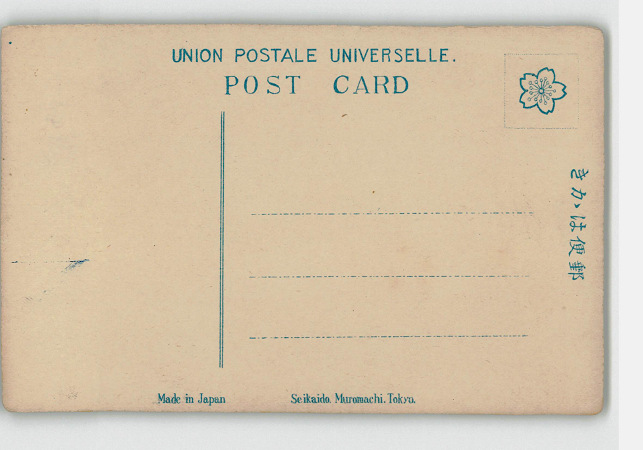 UNION POSTALE UNIVERSELLE.
POST CARD
きかは便郵
Made in Japan
Seikaido. Muromachi. Tokyo.